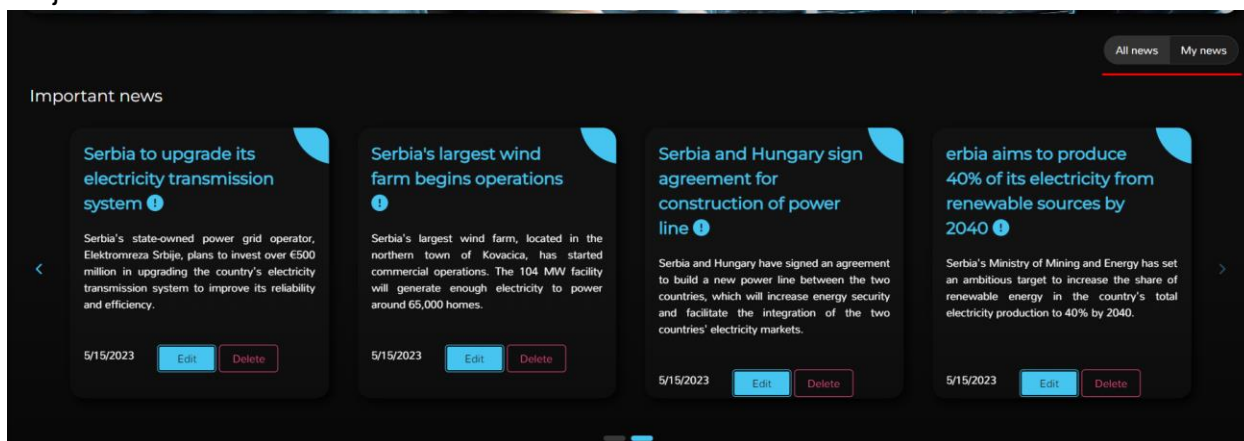 All news My news
Important news
Serbia to upgrade its
electricity transmission
system
Serbia's state-owned power grid operator,
Elektromreza Srbije, plans to invest over €500
million in upgrading the country's electricity
transmission system to improve its reliability
and efficiency.
5/15/2023 Edit Delete
Serbia's largest wind
farm begins operations
Serbia's largest wind farm, located in the
northern town of Kovacica, has started
commercial operations. The 104 MW facility
will generate enough electricity to power
around 65,000 homes.
5/15/2023 Edit Delete
Serbia and Hungary sign
agreement for
construction of power
line
Serbia and Hungary have signed an agreement
to build a new power line between the two
countries, which will increase energy security
and facilitate the integration of the two
countries' electricity markets.
5/15/2023 Edit Delete
erbia aims to produce
40% of its electricity from
renewable sources by
2040
Serbia's Ministry of Mining and Energy has set
an ambitious target to increase the share of
renewable energy in the country's total
electricity production to 40% by 2040.
5/15/2023 Edit Delete